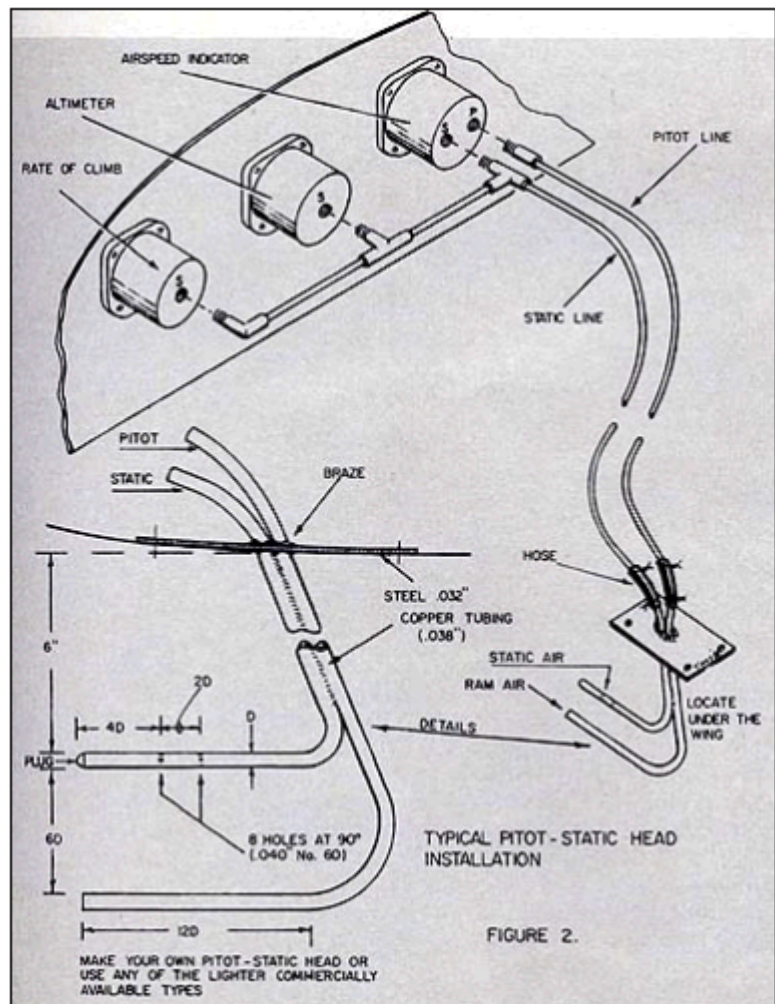 AIRSPEED INDICATOR
ALTIMETER
RATE OF CLIMB
S
P
S
S
PITOT LINE
STATIC LINE
PITOT
STATIC
BRAZE
HOSE
STEEL .032"
COPPER TUBING
(.038")
6"
2D
4D
D
PLUG
STATIC AIR
RAM AIR
LOCATE
UNDER THE
WING
DETAILS
6D
8 HOLES AT 90°
(.040" No. 60)
TYPICAL PITOT-STATIC HEAD
INSTALLATION
12D
FIGURE 2.
MAKE YOUR OWN PITOT-STATIC HEAD OR
USE ANY OF THE LIGHTER COMMERCIALLY
AVAILABLE TYPES